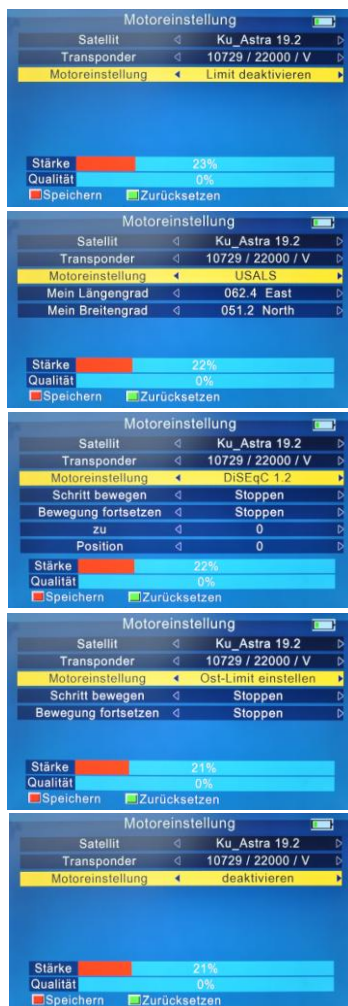 Motoreinstellung
Satellit Ku_Astra 19.2
Transponder 10729 / 22000 / V
Motoreinstellung Limit deaktivieren
Stärke 23%
Qualität 0%
Speichern Zurücksetzen
Motoreinstellung
Satellit Ku_Astra 19.2
Transponder 10729 / 22000 / V
Motoreinstellung USALS
Mein Längengrad 062.4 East
Mein Breitengrad 051.2 North
Stärke 22%
Qualität 0%
Speichern Zurücksetzen
Motoreinstellung
Satellit Ku_Astra 19.2
Transponder 10729 / 22000 / V
Motoreinstellung DiSEqC 1.2
Schritt bewegen Stoppen
Bewegung fortsetzen Stoppen
zu 0
Position 0
Stärke 22%
Qualität 0%
Speichern Zurücksetzen
Motoreinstellung
Satellit Ku_Astra 19.2
Transponder 10729 / 22000 / V
Motoreinstellung Ost-Limit einstellen
Schritt bewegen Stoppen
Bewegung fortsetzen Stoppen
Stärke 21%
Qualität 0%
Speichern Zurücksetzen
Motoreinstellung
Satellit Ku_Astra 19.2
Transponder 10729 / 22000 / V
Motoreinstellung deaktivieren
Stärke 21%
Qualität 0%
Speichern Zurücksetzen